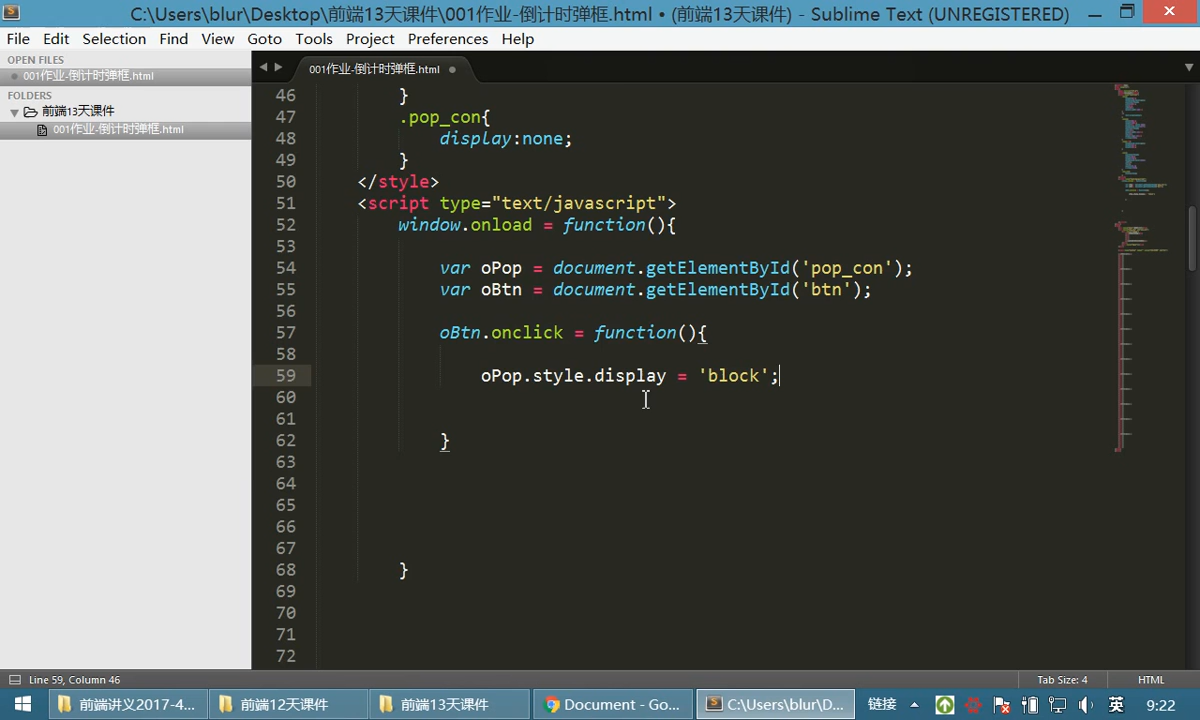 C:\Users\blur\Desktop\前端13天课件\001作业-倒计时弹框.html • (前端13天课件) - Sublime Text (UNREGISTERED)
File Edit Selection Find View Goto Tools Project Preferences Help
OPEN FILES
001作业-倒计时弹框.html
FOLDERS
前端13天课件
001作业-倒计时弹框.html
001作业-倒计时弹框.html
46 }
47 .pop_con{
48 display:none;
49 }
50 </style>
51 <script type="text/javascript">
52 window.onload = function(){
53
54 var oPop = document.getElementById('pop_con');
55 var oBtn = document.getElementById('btn');
56
57 oBtn.onclick = function(){
58
59 oPop.style.display = 'block';
60
61
62 }
63
64
65
66
67
68 }
69
70
71
72
Line 59, Column 46
Tab Size: 4
HTML
前端讲义2017-4...
前端12天课件
前端13天课件
Document - Go...
C:\Users\blur\D...
链接
英
9:22